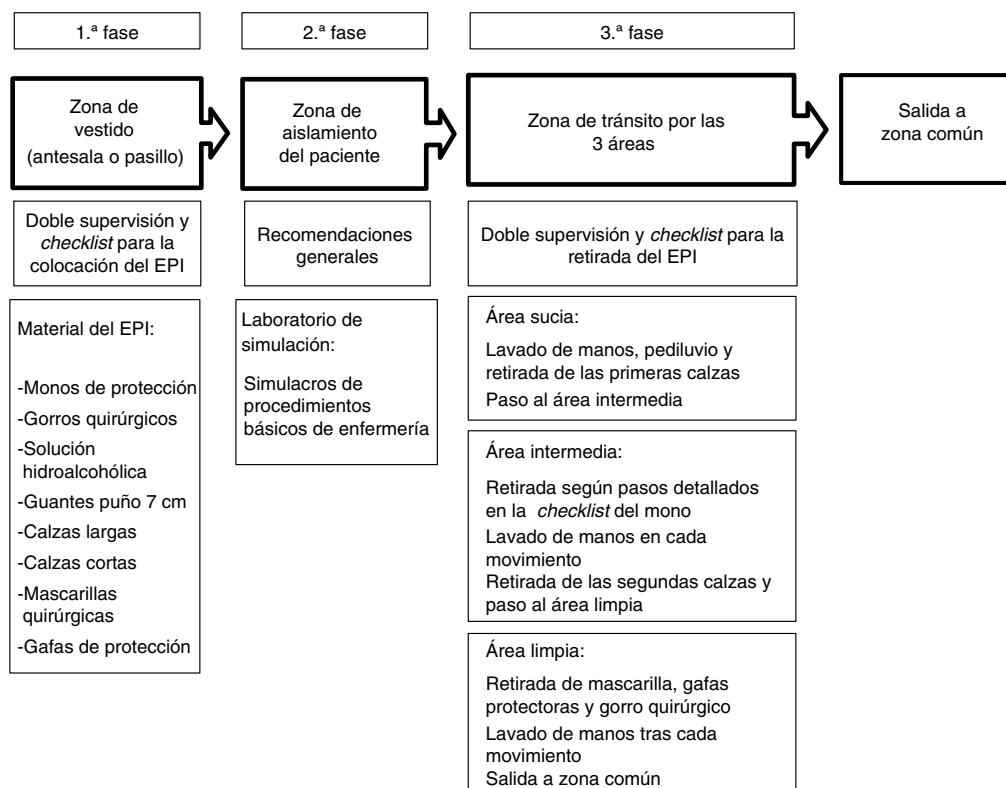 1.ª fase
2.ª fase
3.ª fase
Zona de
vestido
(antesala o pasillo)
Zona de
aislamiento
del paciente
Zona de tránsito por las
3 áreas
Salida a
zona común
Doble supervisión y
checklist para la
colocación del EPI
Recomendaciones
generales
Doble supervisión y checklist para la
retirada del EPI
Material del EPI:
-Monos de protección
-Gorros quirúrgicos
-Solución
hidroalcohólica
-Guantes puño 7 cm
-Calzas largas
-Calzas cortas
-Mascarillas
quirúrgicas
-Gafas de protección
Laboratorio de
simulación:
Simulacros de
procedimientos
básicos de enfermería
Área sucia:
Lavado de manos, pediluvio y
retirada de las primeras calzas
Paso al área intermedia
Área intermedia:
Retirada según pasos detallados
en la checklist del mono
Lavado de manos en cada
movimiento
Retirada de las segundas calzas y
paso al área limpia
Área limpia:
Retirada de mascarilla, gafas
protectoras y gorro quirúrgico
Lavado de manos tras cada
movimiento
Salida a zona común